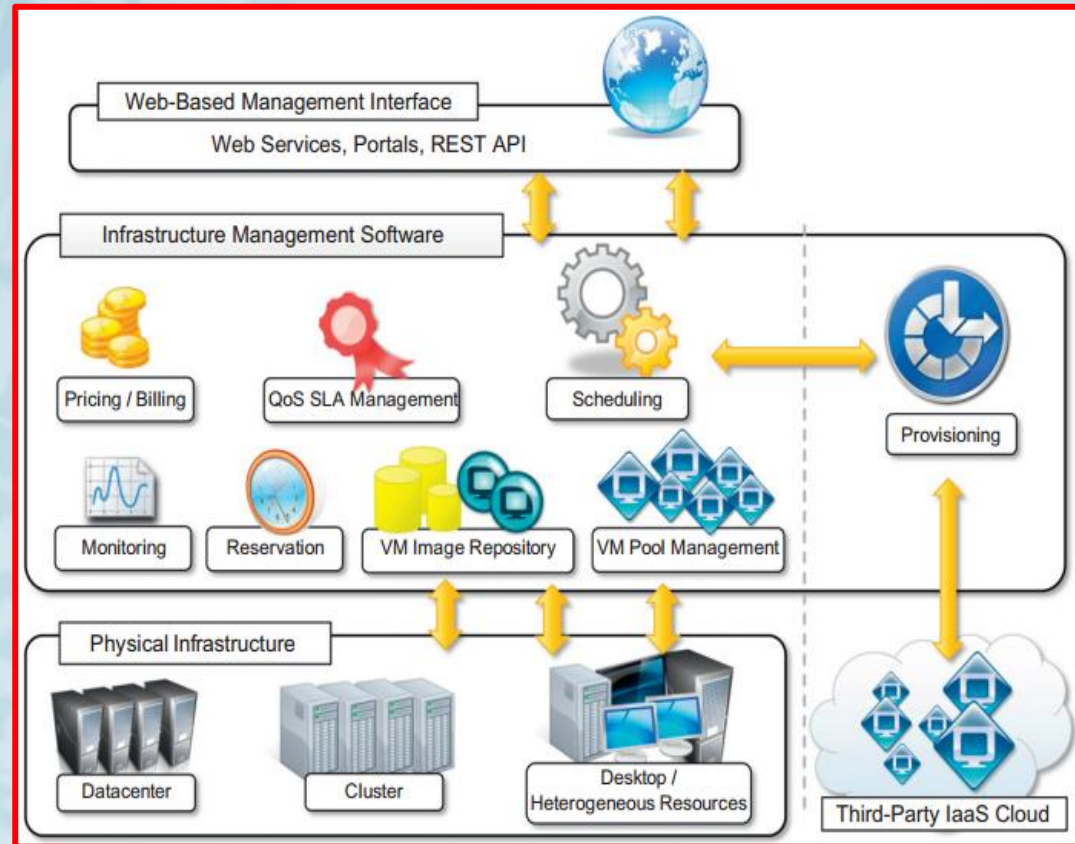 Web-Based Management Interface
Web Services, Portals, REST API
Infrastructure Management Software
Pricing / Billing
QoS SLA Management
Scheduling
Provisioning
Monitoring
Reservation
VM Image Repository
VM Pool Management
Physical Infrastructure
Datacenter
Cluster
Desktop /
Heterogeneous Resources
Third-Party IaaS Cloud